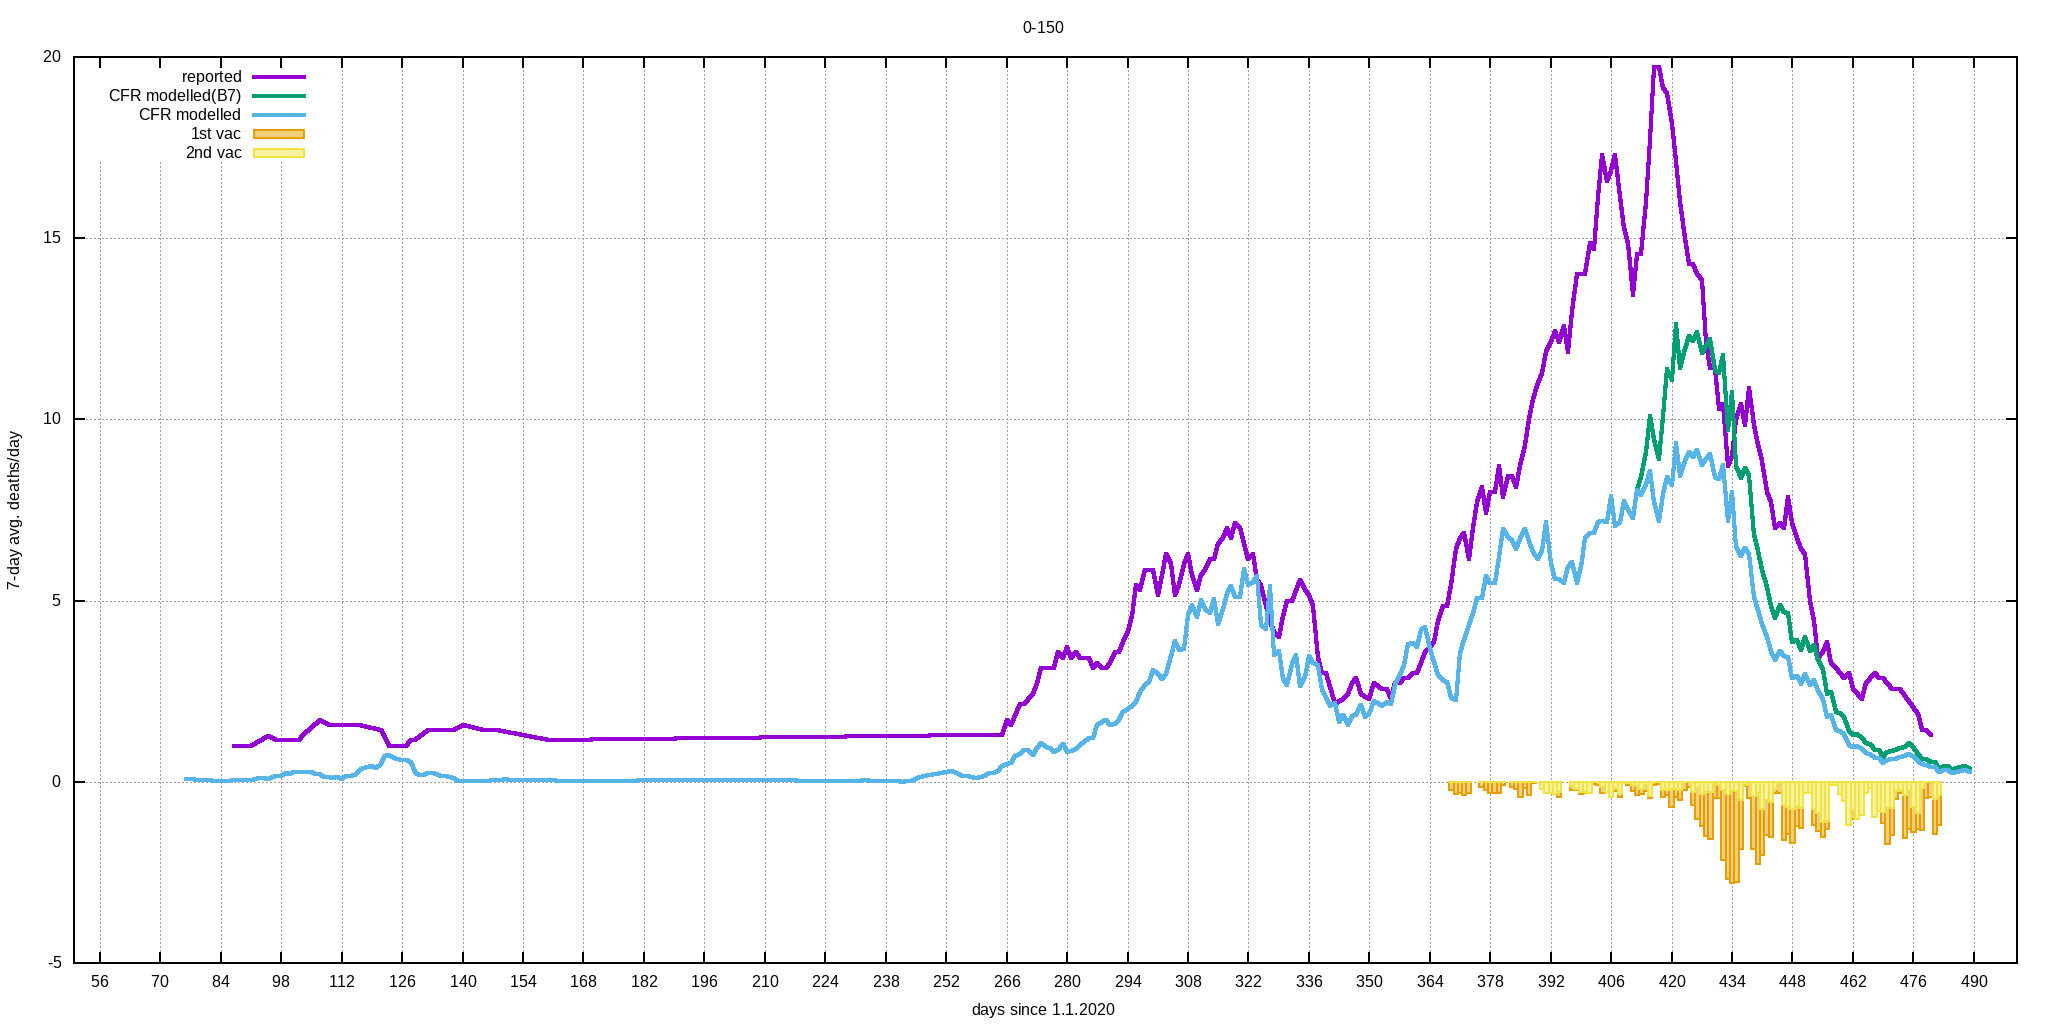 0-150
reported
CFR modelled(B7)
CFR modelled
1st vac
2nd vac
20
15
10
5
0
-5
7-day avg. deaths/day
56 70 84 98 112 126 140 154 168 182 196 210 224 238 252 266 280 294 308 322 336 350 364 378 392 406 420 434 448 462 476 490
days since 1.1.2020